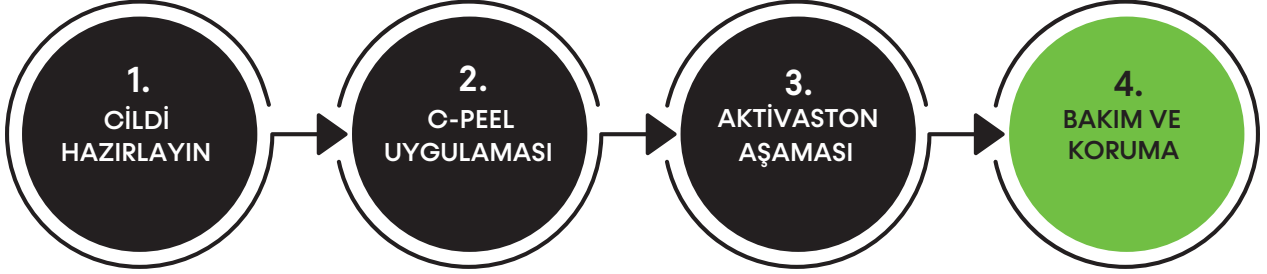 1.
CİLDİ
HAZIRLAYIN
2.
C-PEEL
UYGULAMASI
3.
AKTİVASTON
AŞAMASI
4.
BAKIM VE
KORUMA